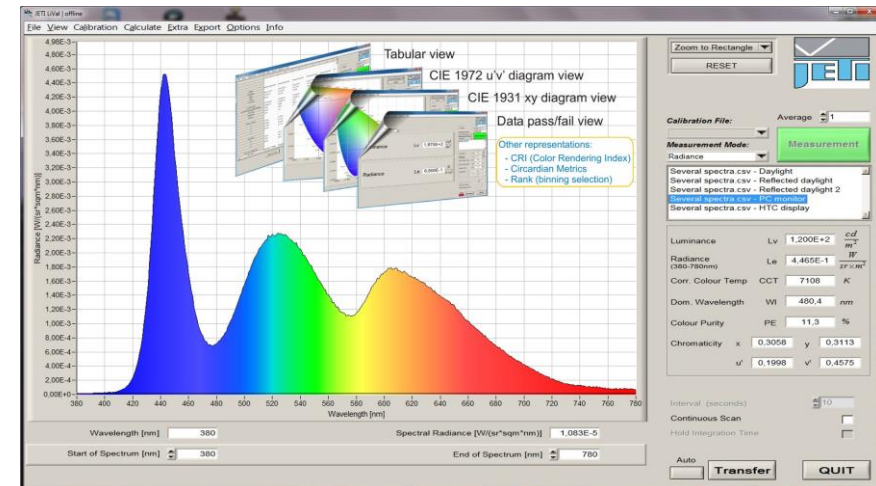 JETI LiVal | offline
File View Calibration Calculate Extra Export Options Info
4,98E-3
4,80E-3
4,60E-3
4,40E-3
4,20E-3
4,00E-3
3,80E-3
3,60E-3
3,40E-3
3,20E-3
3,00E-3
2,80E-3
2,60E-3
2,40E-3
2,20E-3
2,00E-3
1,80E-3
1,60E-3
1,40E-3
1,20E-3
1,00E-3
8,00E-4
6,00E-4
4,00E-4
2,00E-4
0,00E+0
Radiance [W/(sr*sqm*nm)]
380 400 420 440 460 480 500 520 540 560 580 600 620 640 660 680 700 720 740 760 780
Wavelength [nm]
Tabular view
CIE 1972 u'v' diagram view
CIE 1931 xy diagram view
Data pass/fail view
Other representations:
- CRI (Color Rendering Index)
- Circardian Metrics
- Rank (binning selection)
Radiance Le
Lv
Wavelength [nm] 380
Spectral Radiance [W/(sr*sqm*nm)] 1,083E-5
Start of Spectrum [nm] 380
End of Spectrum [nm] 780
Zoom to Rectangle
RESET
JETI
Calibration File:
Average 1
Measurement Mode:
Radiance
Measurement
Several spectra.csv - Daylight
Several spectra.csv - Reflected daylight
Several spectra.csv - Reflected daylight 2
Several spectra.csv - PC monitor
Several spectra.csv - HTC display
Luminance Lv 1,200E+2 cd/m²
Radiance (380-780nm) Le 4,465E-1 W/sr×m²
Corr. Colour Temp CCT 7108 K
Dom. Wavelength Wl 480,4 nm
Colour Purity PE 11,3 %
Chromaticity x 0,3058 y 0,3113
u' 0,1998 v' 0,4575
Interval (seconds) 10
Continuous Scan
Hold Integration Time
Auto
Transfer
QUIT